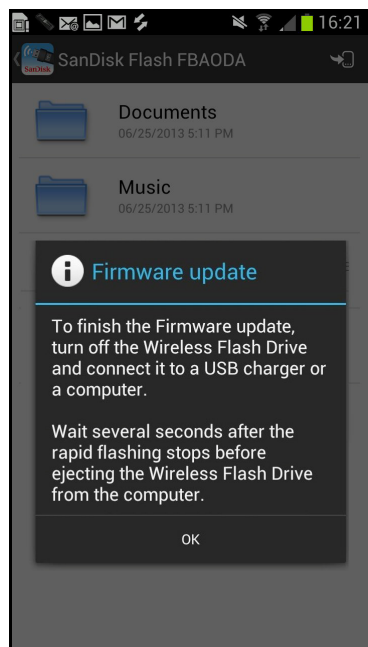 16:21
SanDisk
SanDisk Flash FBAODA
Documents
06/25/2013 5:11 PM
Music
06/25/2013 5:11 PM
Firmware update
To finish the Firmware update,
turn off the Wireless Flash Drive
and connect it to a USB charger or
a computer.
Wait several seconds after the
rapid flashing stops before
ejecting the Wireless Flash Drive
from the computer.
OK